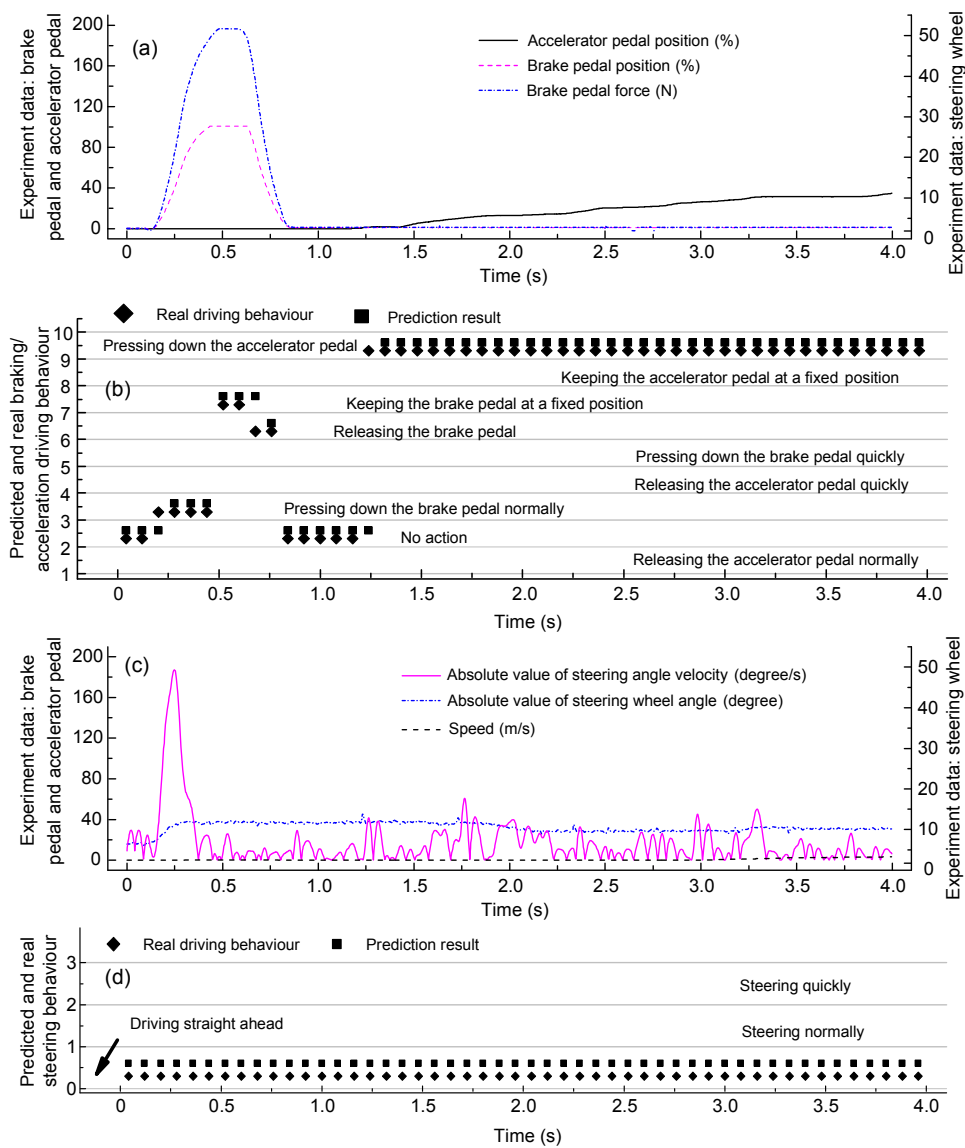 (a)
Accelerator pedal position (%)
Brake pedal position (%)
Brake pedal force (N)
Experiment data: brake
pedal and accelerator pedal
200
160
120
80
40
0
Experiment data: steering wheel
50
40
30
20
10
0
0.0 0.5 1.0 1.5 2.0 2.5 3.0 3.5 4.0
Time (s)
Real driving behaviour Prediction result
(b)
Predicted and real braking/
acceleration driving behaviour
10
9
8
7
6
5
4
3
2
1
Pressing down the accelerator pedal
Keeping the accelerator pedal at a fixed position
Keeping the brake pedal at a fixed position
Releasing the brake pedal
Pressing down the brake pedal quickly
Releasing the accelerator pedal quickly
Pressing down the brake pedal normally
No action
Releasing the accelerator pedal normally
0 0.5 1.0 1.5 2.0 2.5 3.0 3.5 4.0
Time (s)
(c)
Absolute value of steering angle velocity (degree/s)
Absolute value of steering wheel angle (degree)
Speed (m/s)
Experiment data: brake
pedal and accelerator pedal
200
160
120
80
40
0
Experiment data: steering wheel
50
40
30
20
10
0
0.0 0.5 1.0 1.5 2.0 2.5 3.0 3.5 4.0
Time (s)
Real driving behaviour Prediction result
(d)
Predicted and real
steering behaviour
3
2
1
0
Steering quickly
Driving straight ahead
Steering normally
0 0.5 1.0 1.5 2.0 2.5 3.0 3.5 4.0
Time (s)